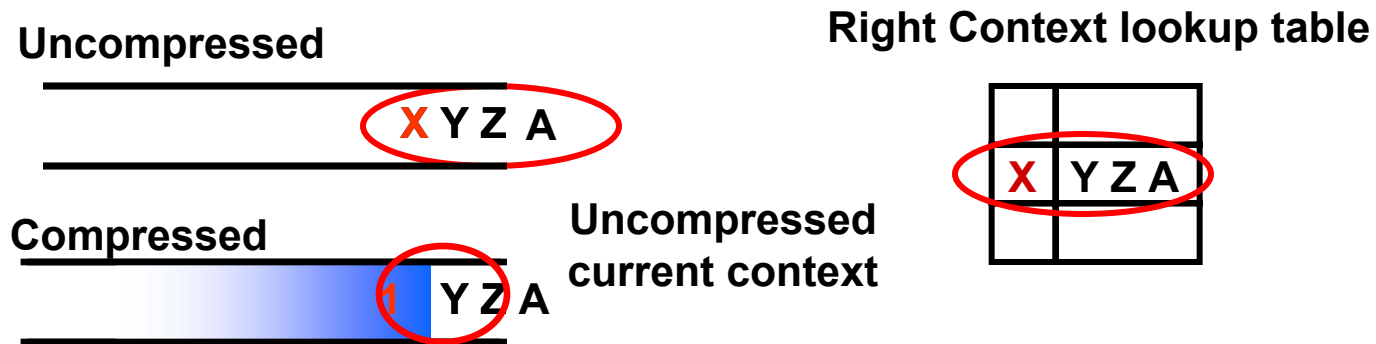 Uncompressed
X Y Z A
Compressed
1 Y Z A
Uncompressed
current context
Right Context lookup table
X Y Z A